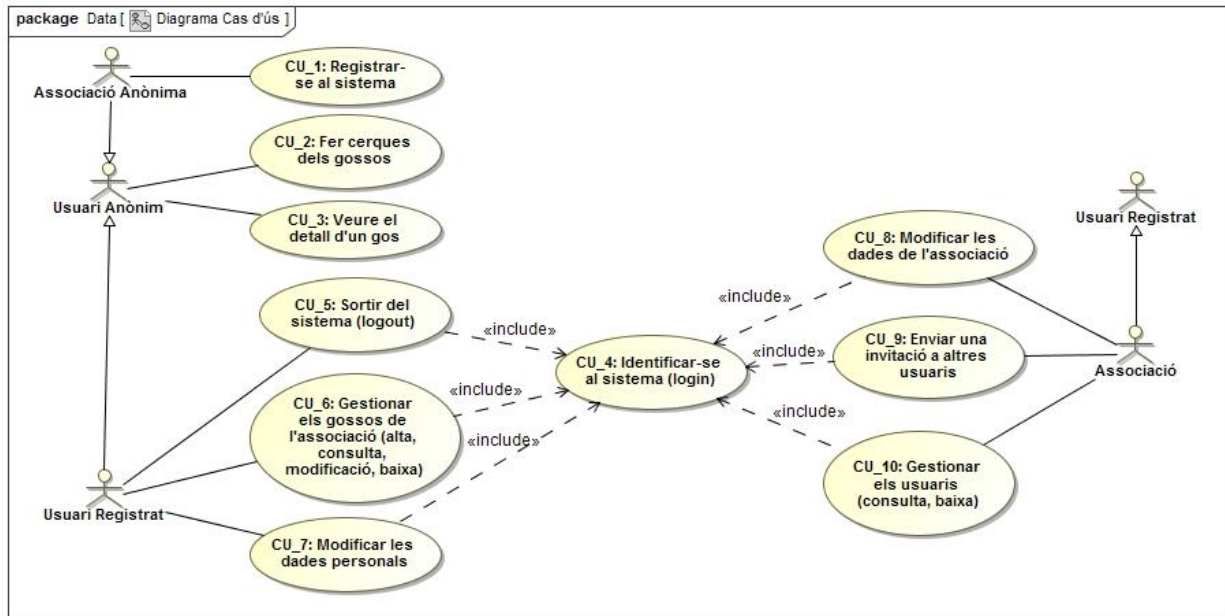 package Data [ Diagrama Cas d'ús ]
Associació Anònima
CU_1: Registrar-
se al sistema
CU_2: Fer cerques
dels gossos
Usuari Anònim
CU_3: Veure el
detall d'un gos
CU_5: Sortir del
sistema (logout)
«include»
CU_6: Gestionar
els gossos de
l'associació (alta,
consulta,
modificació, baixa)
«include»
«include»
Usuari Registrat
CU_7: Modificar les
dades personals
CU_4: Identificar-se
al sistema (login)
Usuari Registrat
CU_8: Modificar les
dades de l'associació
«include»
CU_9: Enviar una
invitació a altres
usuaris
«include»
Associació
«include»
CU_10: Gestionar
els usuaris
(consulta, baixa)